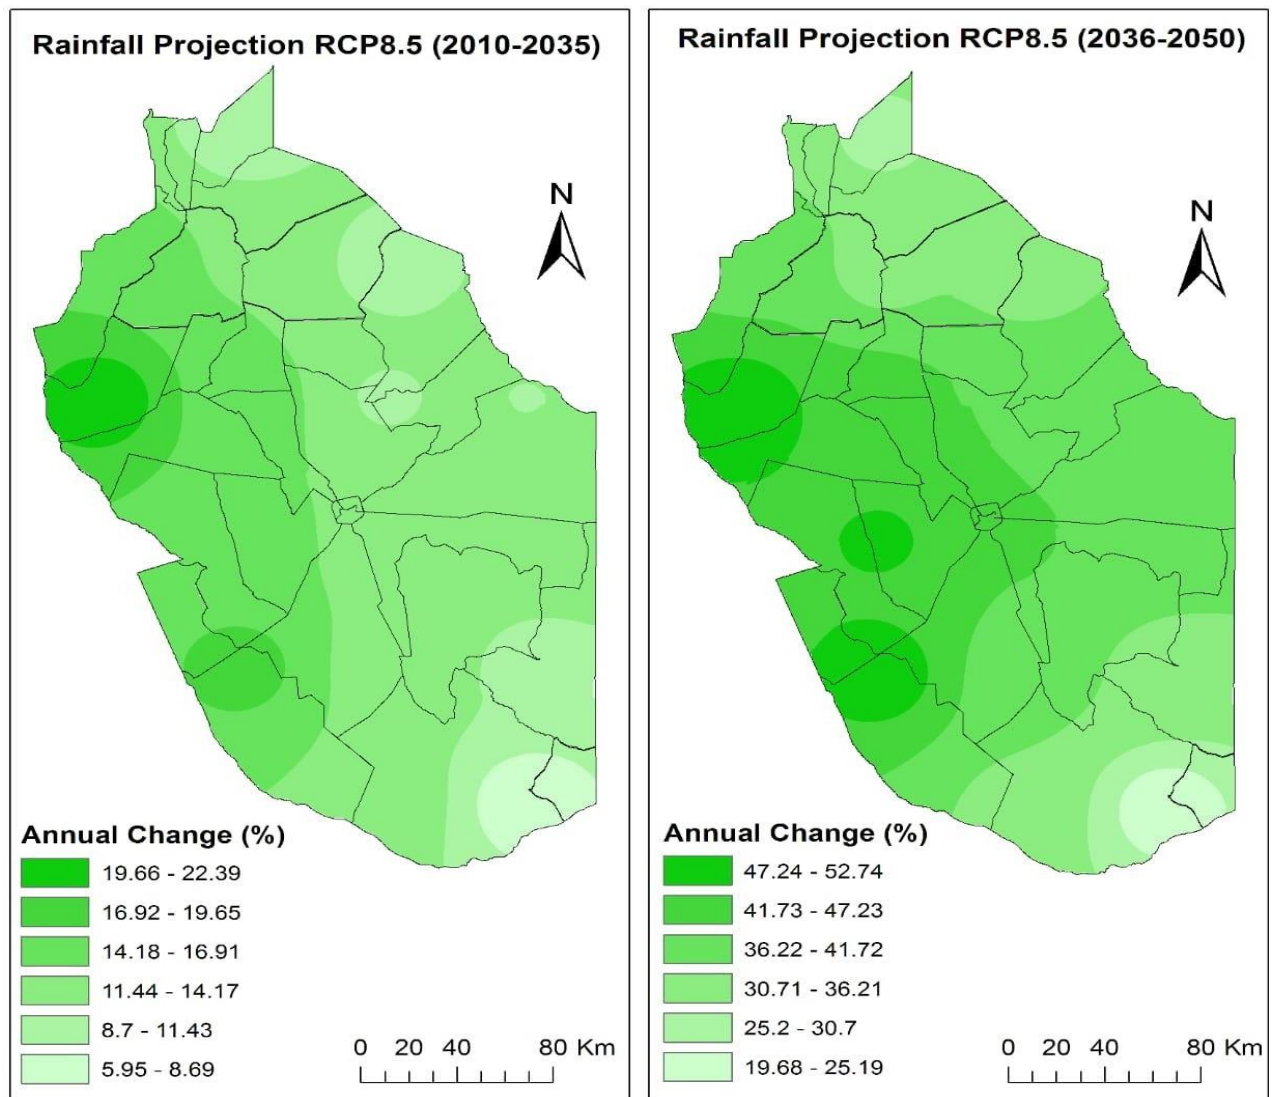 Rainfall Projection RCP8.5 (2010-2035)
N
Annual Change (%)
19.66 - 22.39
16.92 - 19.65
14.18 - 16.91
11.44 - 14.17
8.7 - 11.43
5.95 - 8.69
0 20 40 80 Km
Rainfall Projection RCP8.5 (2036-2050)
N
Annual Change (%)
47.24 - 52.74
41.73 - 47.23
36.22 - 41.72
30.71 - 36.21
25.2 - 30.7
19.68 - 25.19
0 20 40 80 Km